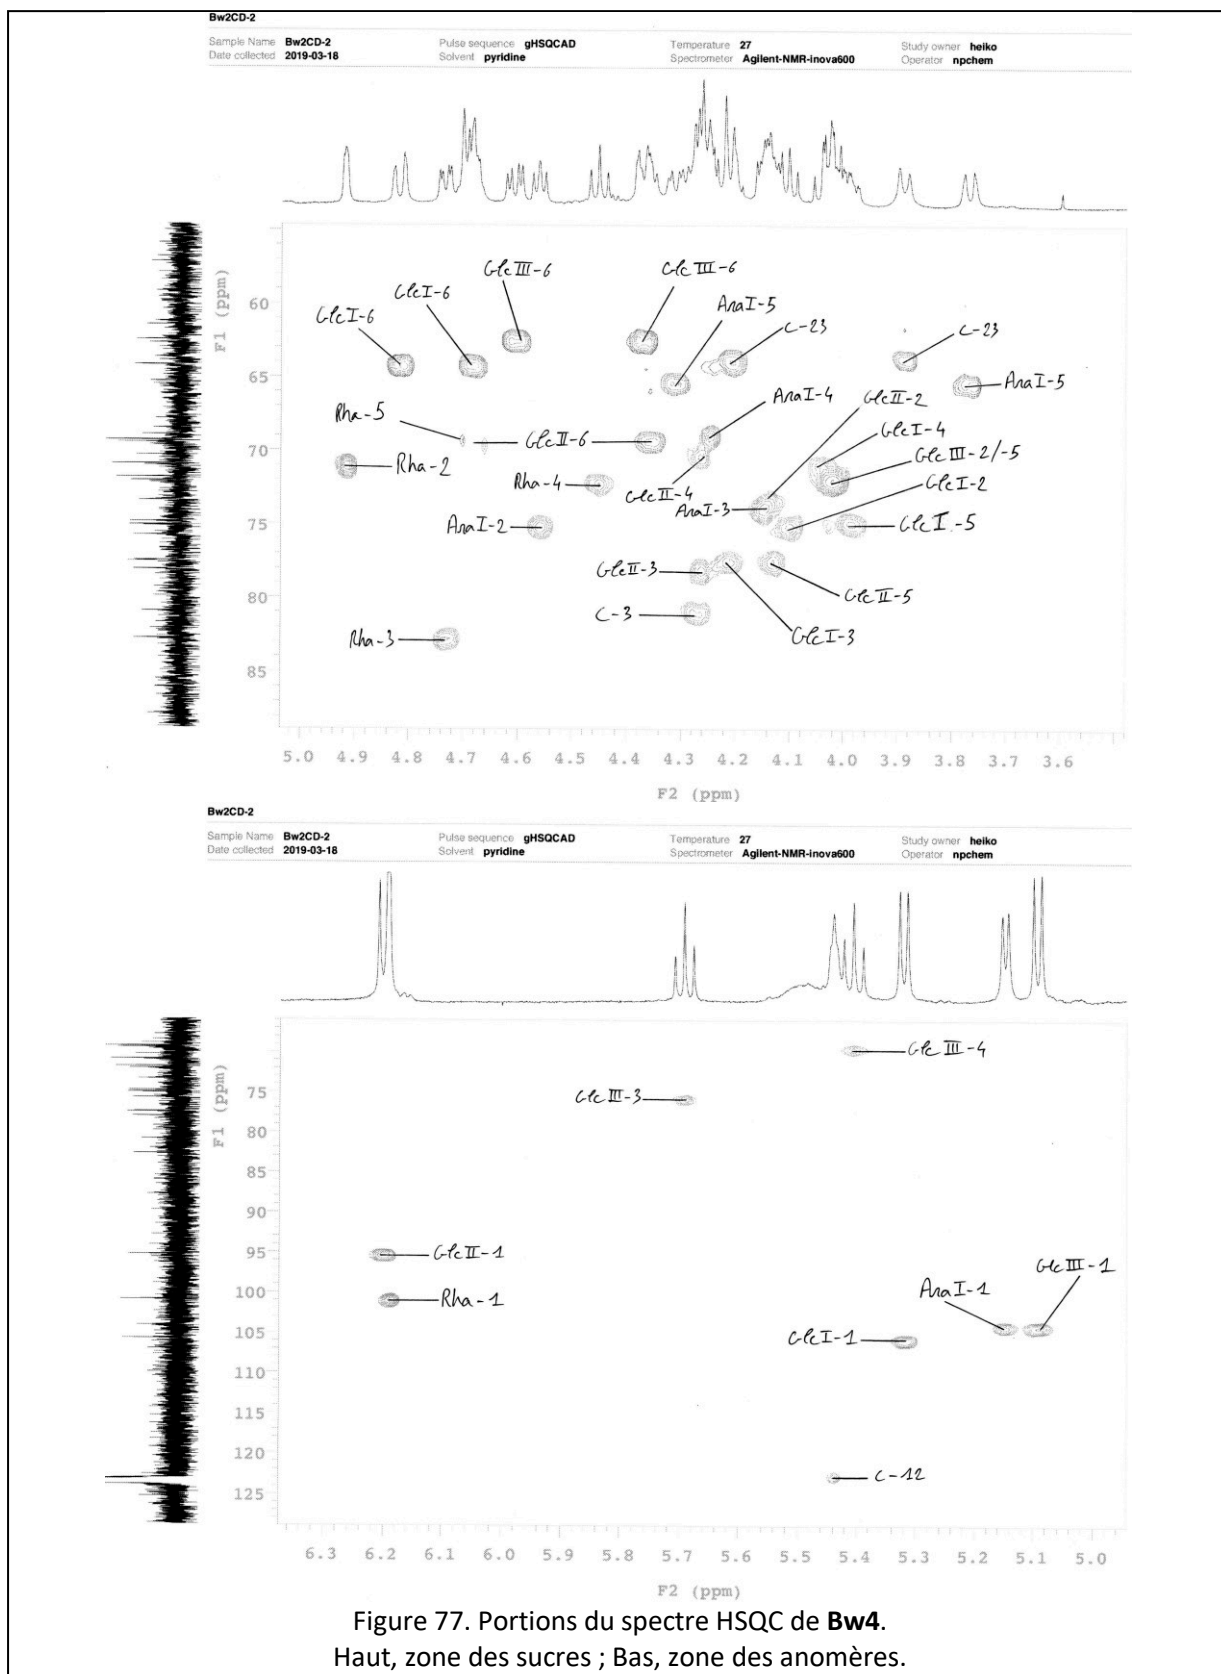 Bw2CD-2
Sample Name Bw2CD-2 Pulse sequence gHSQCAD Temperature 27 Study owner heiko
Date collected 2019-03-18 Solvent pyridine Spectrometer Agilent-NMR-inova600 Operator npchem
GlcIII-6 GlcIII-6
GlcI-6 GlcI-6 AraI-5 C-23 C-23
AraI-5
Rha-5 GlcII-6 AraI-4 GlcII-2
GlcI-4
Rha-2 GlcIII-2/-5
Rha-4 GlcII-4 GlcI-2
AraI-3
AraI-2 GlcI-5
GlcII-3 GlcII-5
C-3 GlcI-3
Rha-3
F1 (ppm)
60
65
70
75
80
85
5.0 4.9 4.8 4.7 4.6 4.5 4.4 4.3 4.2 4.1 4.0 3.9 3.8 3.7 3.6
F2 (ppm)
Bw2CD-2
Sample Name Bw2CD-2 Pulse sequence gHSQCAD Temperature 27 Study owner heiko
Date collected 2019-03-18 Solvent pyridine Spectrometer Agilent-NMR-inova600 Operator npchem
GlcIII-4
GlcIII-3
GlcII-1 GlcIII-1
Rha-1 AraI-1
GlcI-1
C-12
F1 (ppm)
75
80
85
90
95
100
105
110
115
120
125
6.3 6.2 6.1 6.0 5.9 5.8 5.7 5.6 5.5 5.4 5.3 5.2 5.1 5.0
F2 (ppm)
Figure 77. Portions du spectre HSQC de Bw4.
Haut, zone des sucres ; Bas, zone des anomères.